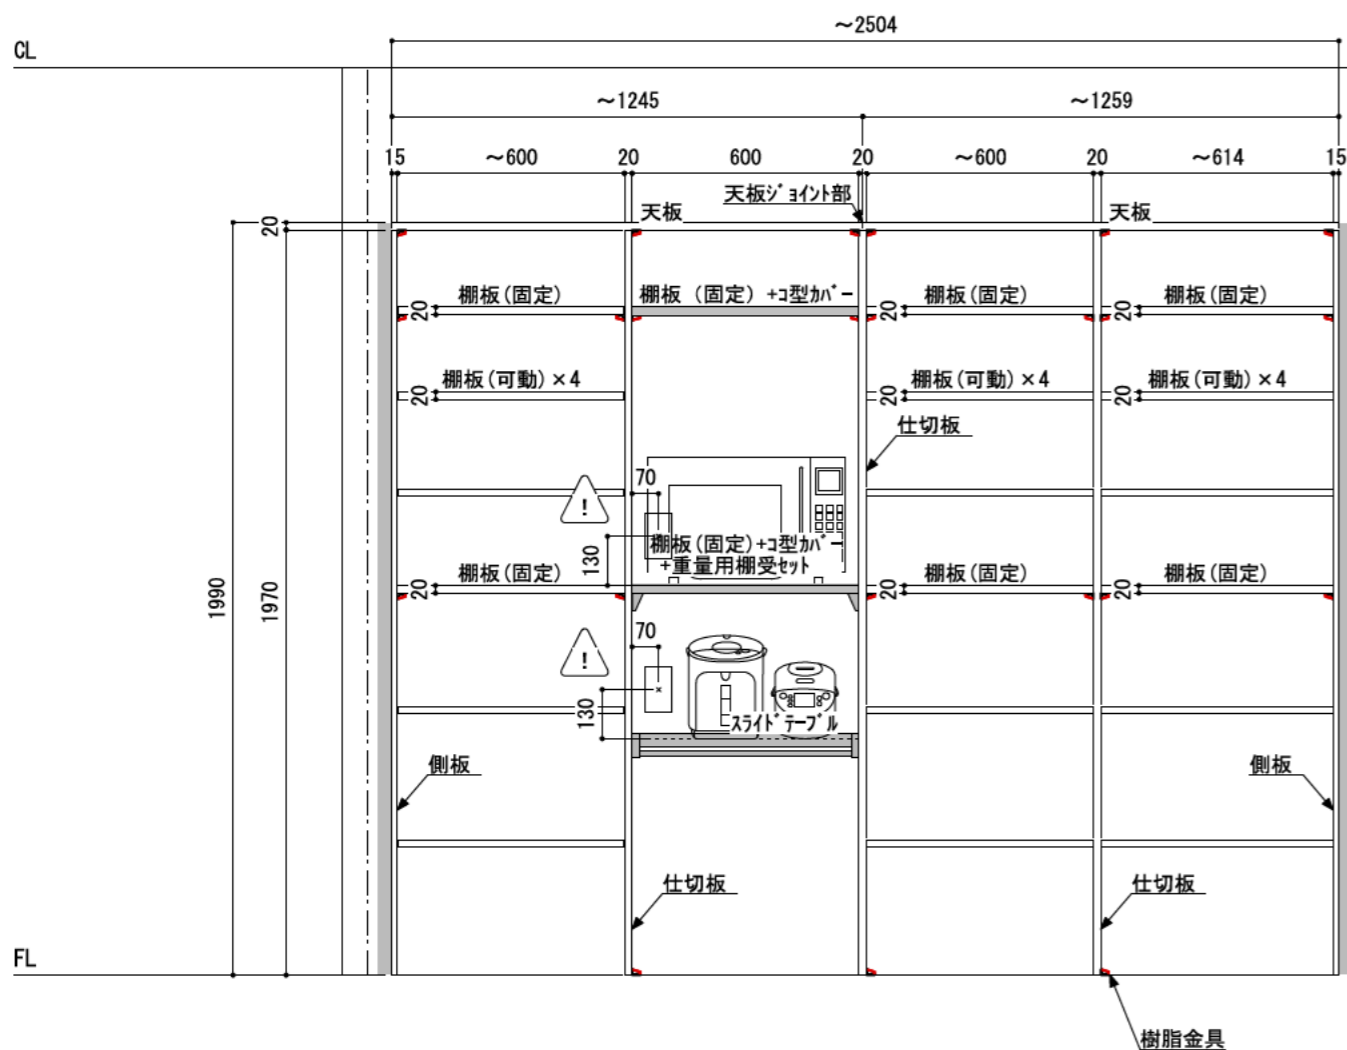 ～2504
CL
～1245
～1259
15
～600
20
600
20
～600
20
～614
15
天板ｼﾞｮｲﾝﾄ部
天板
天板
20
棚板(固定)
棚板（固定）+ｺ型ｶﾊﾞｰ
棚板(固定)
棚板(固定)
20
20
20
棚板(可動)×4
棚板(可動)×4
棚板(可動)×4
20
20
20
仕切板
70
!
棚板(固定)+ｺ型ｶﾊﾞｰ
+重量用棚受ｾｯﾄ
130
棚板(固定)
棚板(固定)
棚板(固定)
20
20
20
1990
1970
70
!
130
ｽﾗｲﾄﾞﾃｰﾌﾞﾙ
側板
側板
仕切板
仕切板
FL
樹脂金具